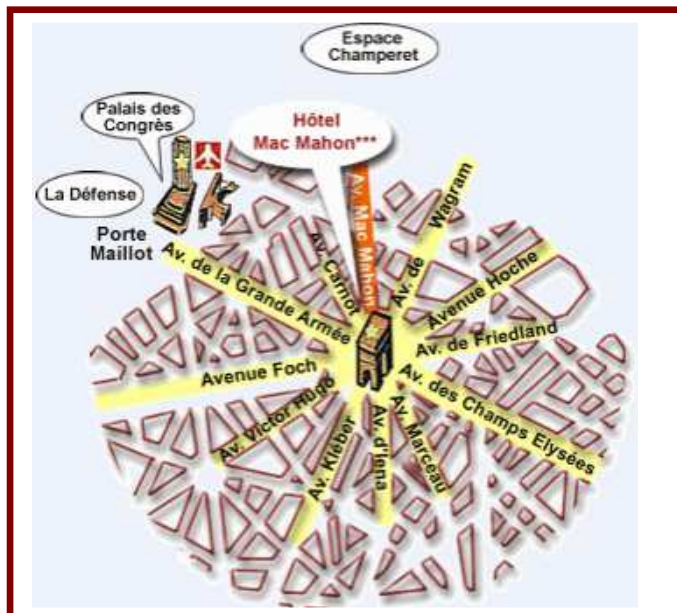 Espace
Champeret
Palais des
Congrès
Hôtel
Mac Mahon***
La Défense
Porte
Maillot
Av. Mac Mahon
Av. de Wagram
Av. Carnot
Avenue Hoche
Av. de la Grande Armée
Av. de Friedland
Avenue Foch
Av. des Champs Elysées
Av. Victor Hugo
Av. Kléber
Av. d'Iena
Av. Marceau